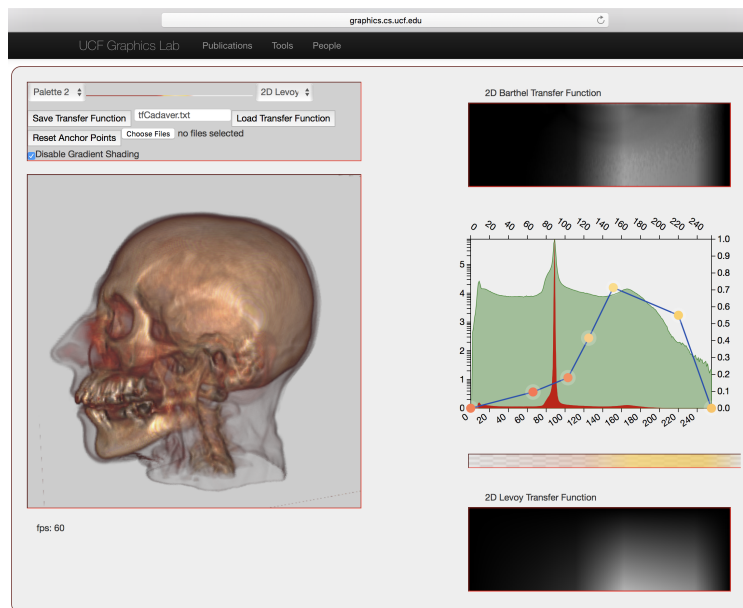 graphics.cs.ucf.edu
UCF Graphics Lab Publications Tools People
Palette 2 2D Levoy
Save Transfer Function tfCadaver.txt Load Transfer Function
Reset Anchor Points Choose Files no files selected
Disable Gradient Shading
fps: 60
2D Barthel Transfer Function
0 20 40 60 80 100 120 140 160 180 200 220 240
1.0
0.9
0.8
0.7
0.6
0.5
0.4
0.3
0.2
0.1
0.0
5
4
3
2
1
0
0 20 40 60 80 100 120 140 160 180 200 220 240
2D Levoy Transfer Function